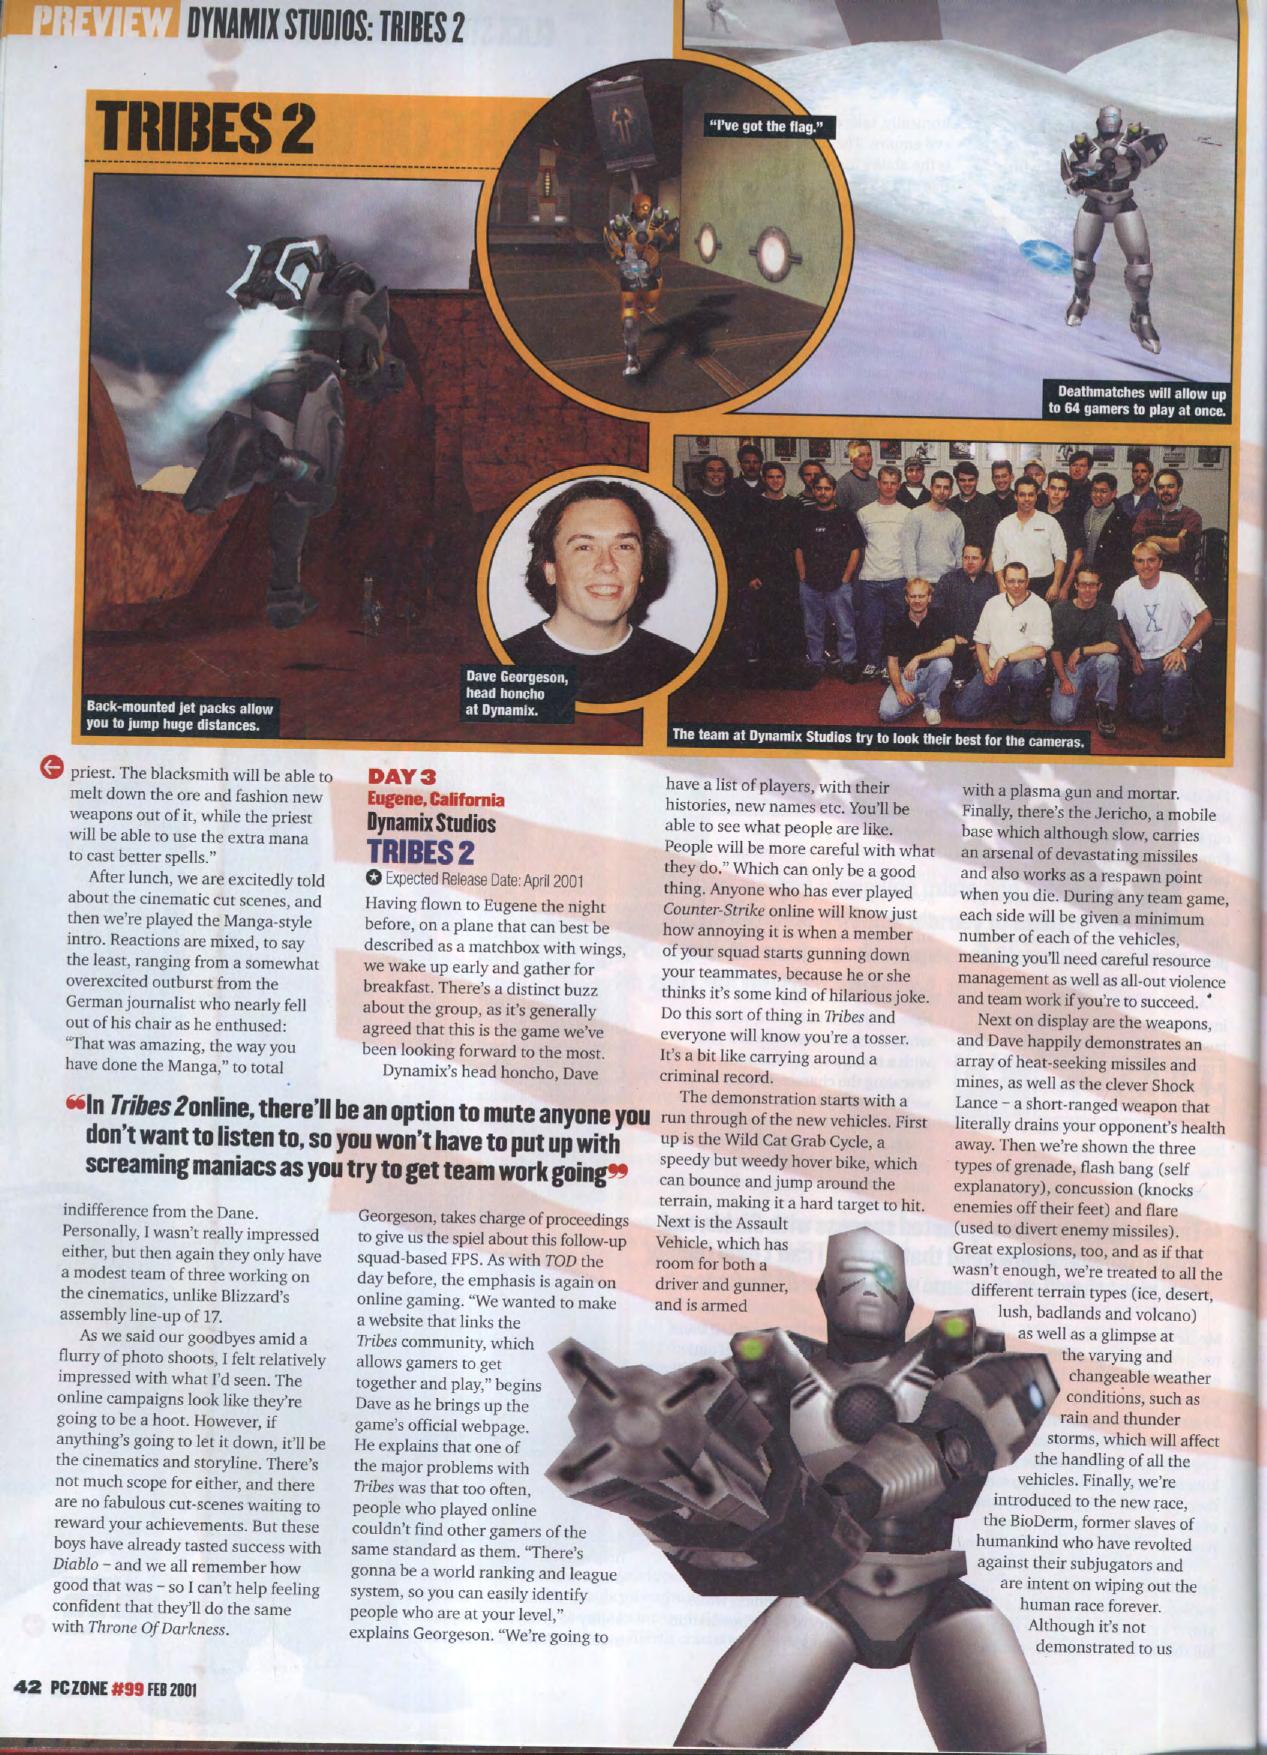 PREVIEW DYNAMIX STUDIOS: TRIBES 2
TRIBES 2
"I've got the flag."
Deathmatches will allow up
to 64 gamers to play at once.
Back-mounted jet packs allow
you to jump huge distances.
Dave Georgeson,
head honcho
at Dynamix.
The team at Dynamix Studios try to look their best for the cameras.
priest. The blacksmith will be able to
melt down the ore and fashion new
weapons out of it, while the priest
will be able to use the extra mana
to cast better spells."
After lunch, we are excitedly told
about the cinematic cut scenes, and
then we're played the Manga-style
intro. Reactions are mixed, to say
the least, ranging from a somewhat
overexcited outburst from the
German journalist who nearly fell
out of his chair as he enthused:
"That was amazing, the way you
have done the Manga," to total
"In Tribes 2 online, there'll be an option to mute anyone you
don't want to listen to, so you won't have to put up with
screaming maniacs as you try to get team work going"
indifference from the Dane.
Personally, I wasn't really impressed
either, but then again they only have
a modest team of three working on
the cinematics, unlike Blizzard's
assembly line-up of 17.
As we said our goodbyes amid a
flurry of photo shoots, I felt relatively
impressed with what I'd seen. The
online campaigns look like they're
going to be a hoot. However, if
anything's going to let it down, it'll be
the cinematics and storyline. There's
not much scope for either, and there
are no fabulous cut-scenes waiting to
reward your achievements. But these
boys have already tasted success with
Diablo – and we all remember how
good that was – so I can't help feeling
confident that they'll do the same
with Throne Of Darkness.
DAY 3
Eugene, California
Dynamix Studios
TRIBES 2
Expected Release Date: April 2001
Having flown to Eugene the night
before, on a plane that can best be
described as a matchbox with wings,
we wake up early and gather for
breakfast. There's a distinct buzz
about the group, as it's generally
agreed that this is the game we've
been looking forward to the most.
Dynamix's head honcho, Dave
Georgeson, takes charge of proceedings
to give us the spiel about this follow-up
squad-based FPS. As with TOD the
day before, the emphasis is again on
online gaming. "We wanted to make
a website that links the
Tribes community, which
allows gamers to get
together and play," begins
Dave as he brings up the
game's official webpage.
He explains that one of
the major problems with
Tribes was that too often,
people who played online
couldn't find other gamers of the
same standard as them. "There's
gonna be a world ranking and league
system, so you can easily identify
people who are at your level,"
explains Georgeson. "We're going to
have a list of players, with their
histories, new names etc. You'll be
able to see what people are like.
People will be more careful with what
they do." Which can only be a good
thing. Anyone who has ever played
Counter-Strike online will know just
how annoying it is when a member
of your squad starts gunning down
your teammates, because he or she
thinks it's some kind of hilarious joke.
Do this sort of thing in Tribes and
everyone will know you're a tosser.
It's a bit like carrying around a
criminal record.
The demonstration starts with a
run through of the new vehicles. First
up is the Wild Cat Grab Cycle, a
speedy but weedy hover bike, which
can bounce and jump around the
terrain, making it a hard target to hit.
Next is the Assault
Vehicle, which has
room for both a
driver and gunner,
and is armed
with a plasma gun and mortar.
Finally, there's the Jericho, a mobile
base which although slow, carries
an arsenal of devastating missiles
and also works as a respawn point
when you die. During any team game,
each side will be given a minimum
number of each of the vehicles,
meaning you'll need careful resource
management as well as all-out violence
and team work if you're to succeed.
Next on display are the weapons,
and Dave happily demonstrates an
array of heat-seeking missiles and
mines, as well as the clever Shock
Lance – a short-ranged weapon that
literally drains your opponent's health
away. Then we're shown the three
types of grenade, flash bang (self
explanatory), concussion (knocks
enemies off their feet) and flare
(used to divert enemy missiles).
Great explosions, too, and as if that
wasn't enough, we're treated to all the
different terrain types (ice, desert,
lush, badlands and volcano)
as well as a glimpse at
the varying and
changeable weather
conditions, such as
rain and thunder
storms, which will affect
the handling of all the
vehicles. Finally, we're
introduced to the new race,
the BioDerm, former slaves of
humankind who have revolted
against their subjugators and
are intent on wiping out the
human race forever.
Although it's not
demonstrated to us
42 PC ZONE #99 FEB 2001